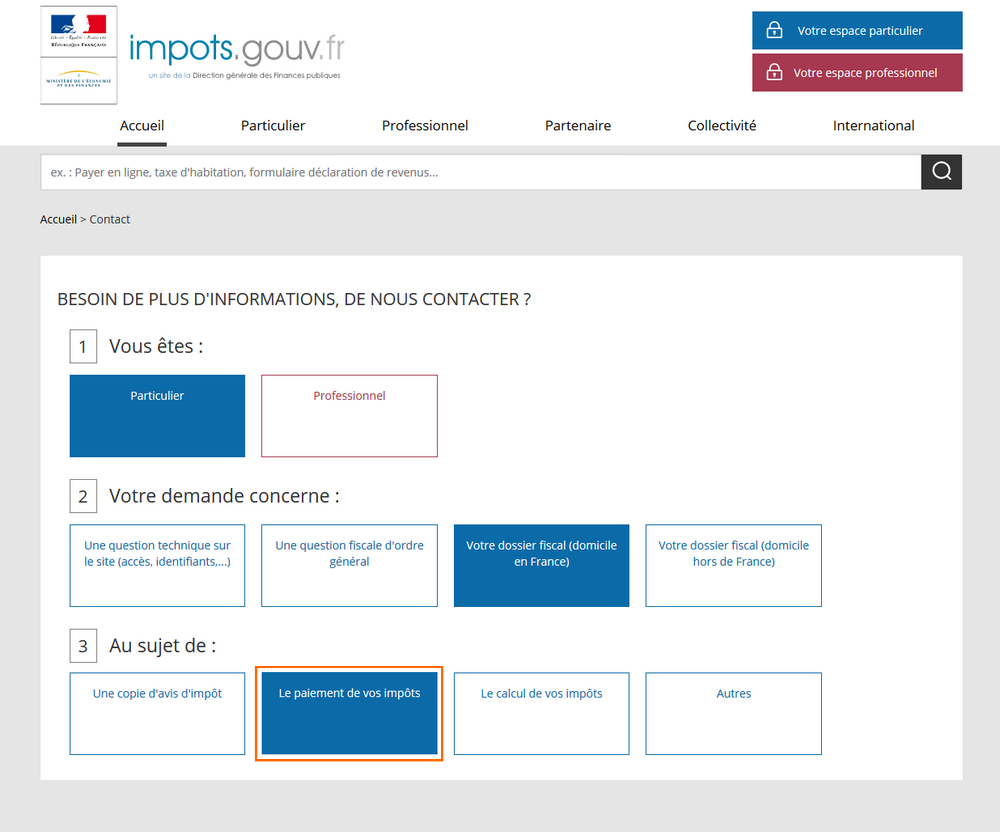 Liberté • Égalité • Fraternité
RÉPUBLIQUE FRANÇAISE
MINISTÈRE DE L'ÉCONOMIE
ET DES FINANCES
impots.gouv.fr
un site de la Direction générale des Finances publiques
Votre espace particulier
Votre espace professionnel
Accueil Particulier Professionnel Partenaire Collectivité International
ex. : Payer en ligne, taxe d'habitation, formulaire déclaration de revenus...
Accueil > Contact
BESOIN DE PLUS D'INFORMATIONS, DE NOUS CONTACTER ?
1 Vous êtes :
Particulier
Professionnel
2 Votre demande concerne :
Une question technique sur
le site (accès, identifiants,...)
Une question fiscale d'ordre
général
Votre dossier fiscal (domicile
en France)
Votre dossier fiscal (domicile
hors de France)
3 Au sujet de :
Une copie d'avis d'impôt
Le paiement de vos impôts
Le calcul de vos impôts
Autres